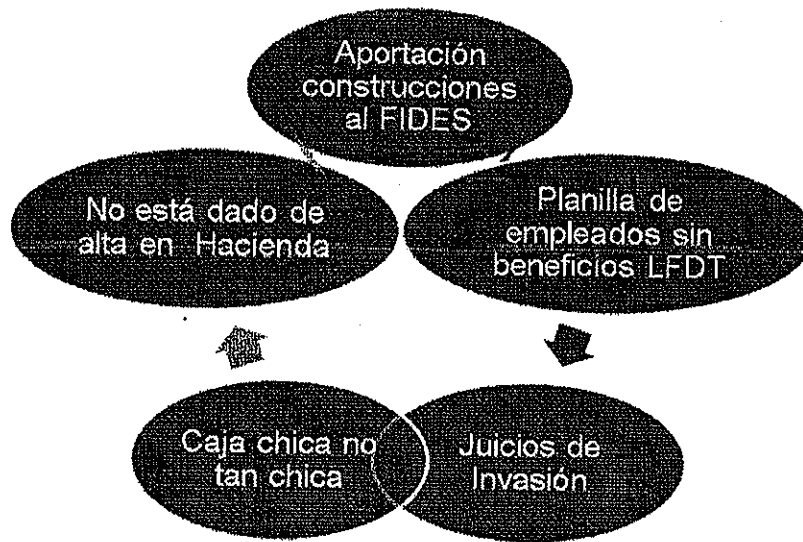 Aportación
construcciones
al FIDES
No está dado de
alta en Hacienda
Planilla de
empleados sin
beneficios LFDT
Caja chica no
tan chica
Juicios de
Invasión